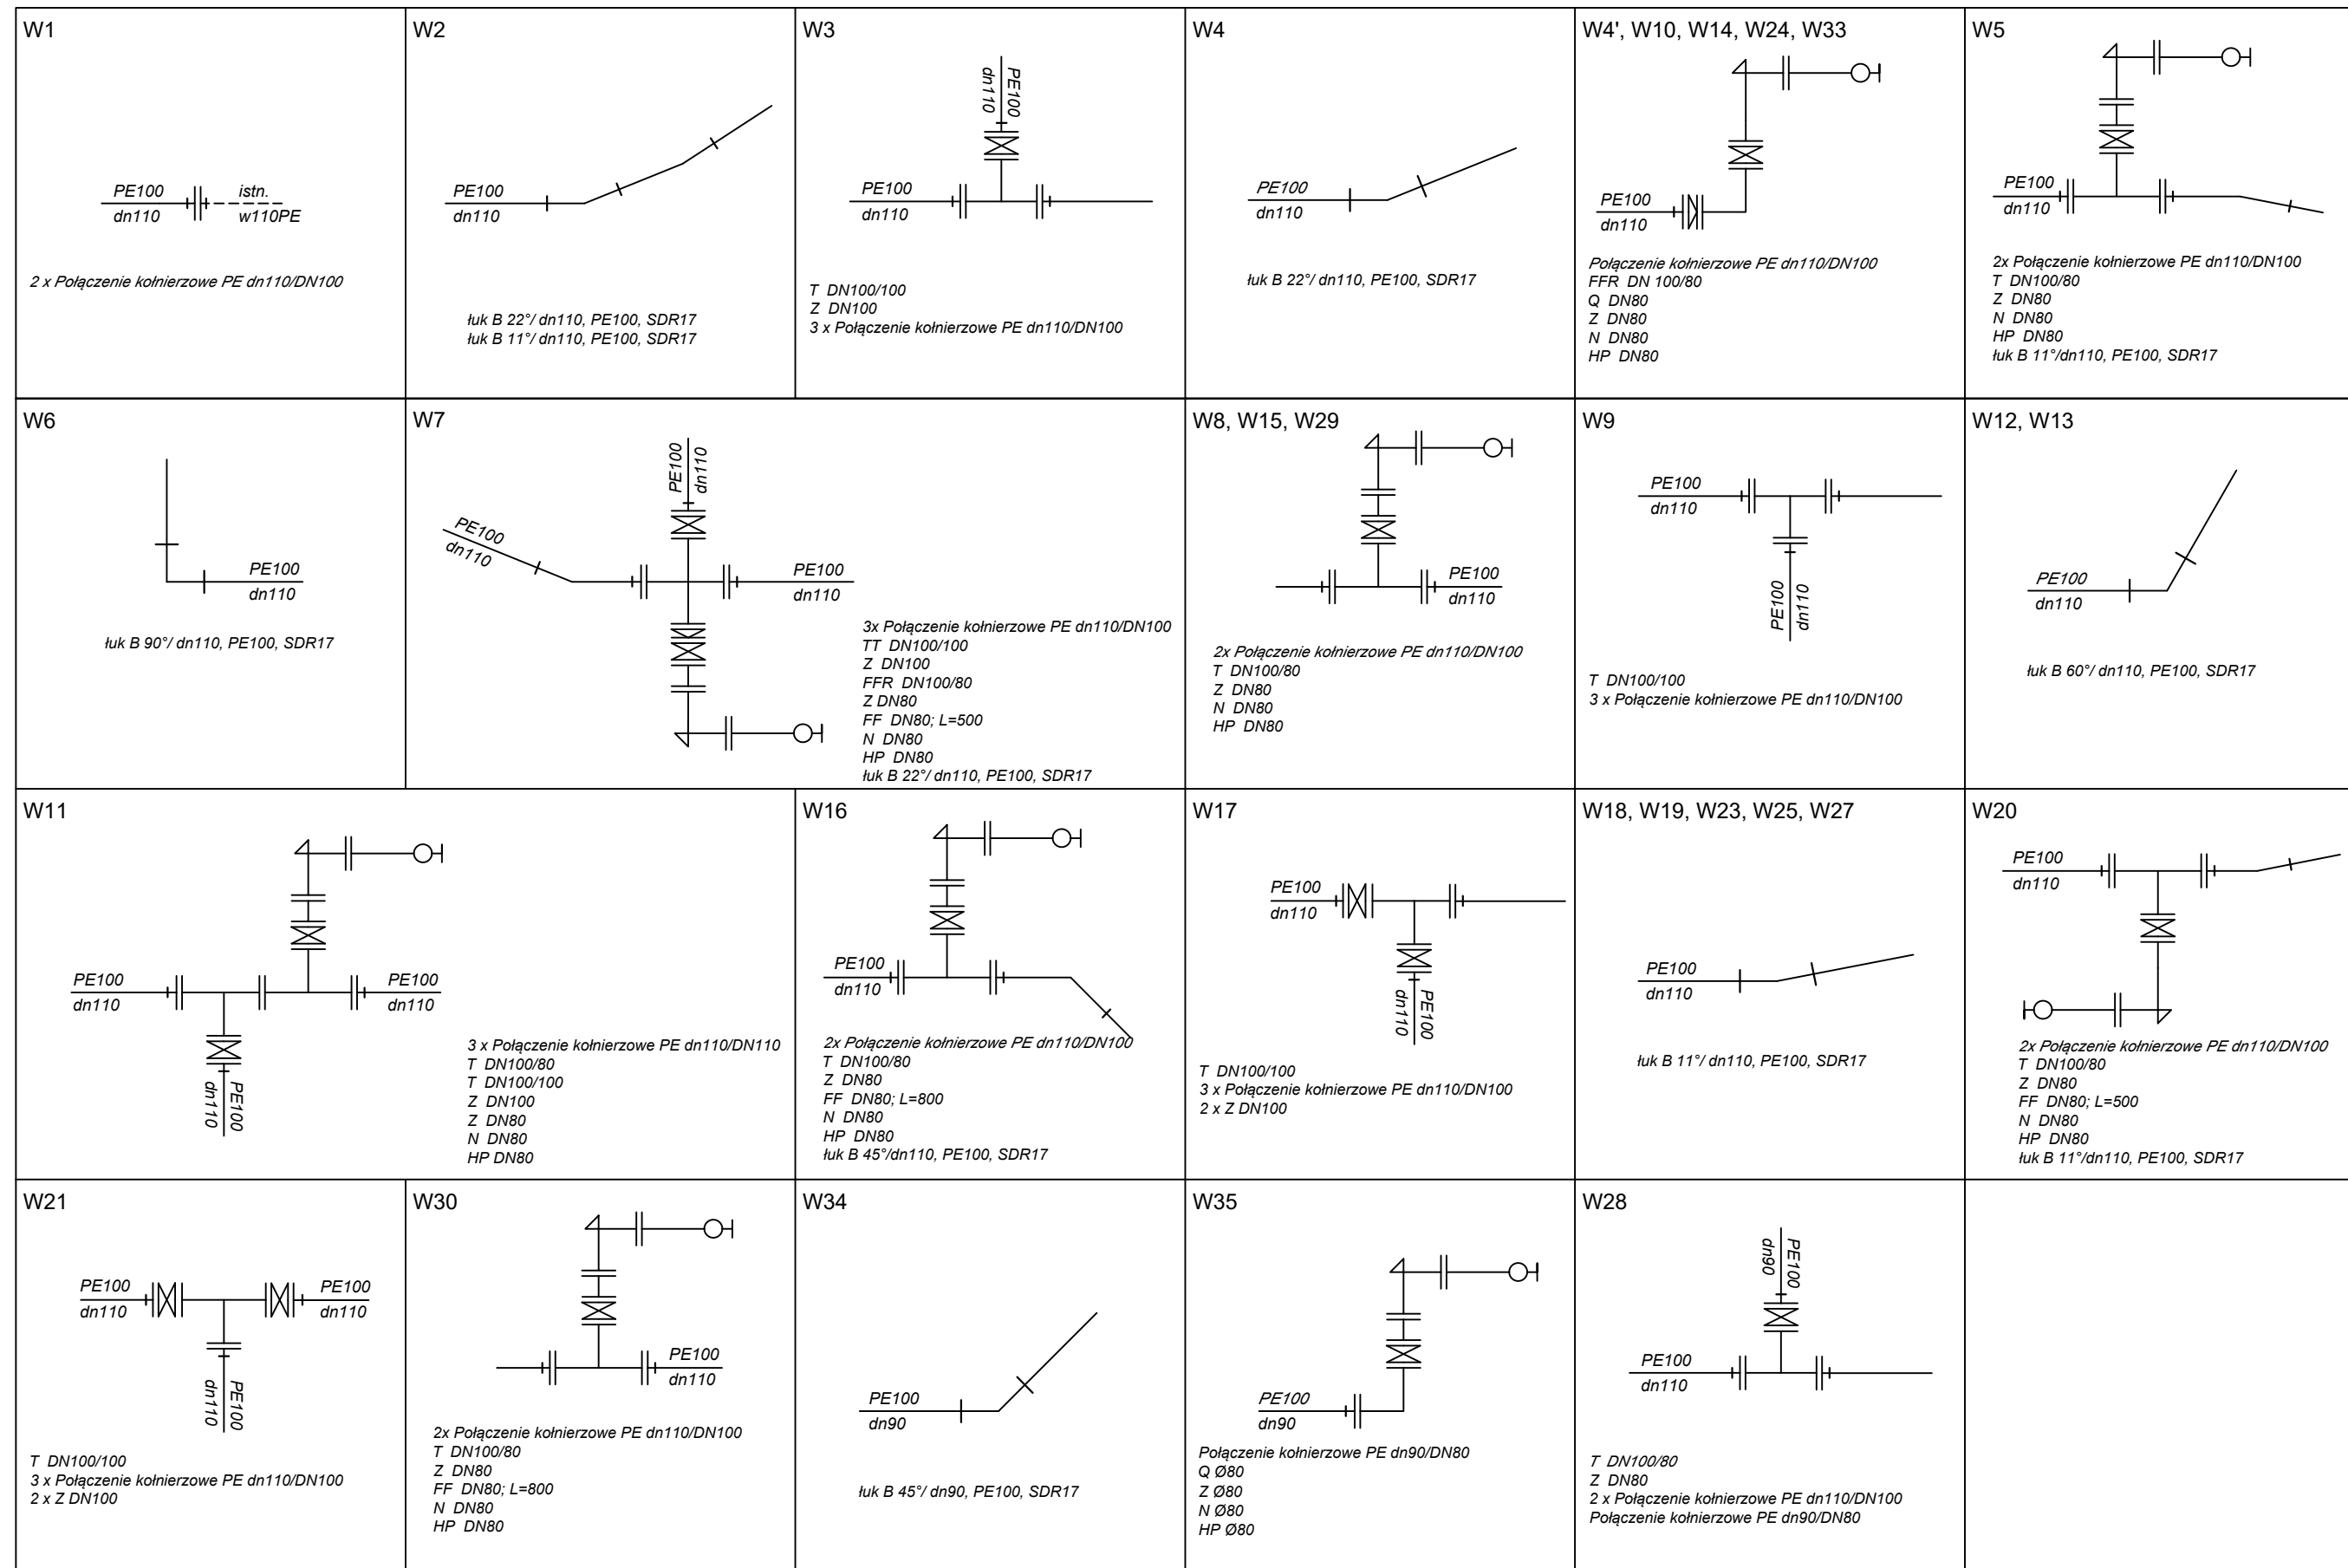 W1
PE100
dn110
istn.
w110PE
2 x Połączenie kołnierzowe PE dn110/DN100
W2
PE100
dn110
łuk B 22°/ dn110, PE100, SDR17
łuk B 11°/ dn110, PE100, SDR17
W3
PE100
dn110
PE100
dn110
T DN100/100
Z DN100
3 x Połączenie kołnierzowe PE dn110/DN100
W4
PE100
dn110
łuk B 22°/ dn110, PE100, SDR17
W4', W10, W14, W24, W33
PE100
dn110
Połączenie kołnierzowe PE dn110/DN100
FFR DN 100/80
Q DN80
Z DN80
N DN80
HP DN80
W5
PE100
dn110
2x Połączenie kołnierzowe PE dn110/DN100
T DN100/80
Z DN80
N DN80
HP DN80
łuk B 11°/dn110, PE100, SDR17
W6
PE100
dn110
łuk B 90°/ dn110, PE100, SDR17
W7
PE100
dn110
PE100
dn110
PE100
dn110
3x Połączenie kołnierzowe PE dn110/DN100
TT DN100/100
Z DN100
FFR DN100/80
Z DN80
FF DN80; L=500
N DN80
HP DN80
łuk B 22°/ dn110, PE100, SDR17
W8, W15, W29
PE100
dn110
2x Połączenie kołnierzowe PE dn110/DN100
T DN100/80
Z DN80
N DN80
HP DN80
W9
PE100
dn110
PE100
dn110
T DN100/100
3 x Połączenie kołnierzowe PE dn110/DN100
W12, W13
PE100
dn110
łuk B 60°/ dn110, PE100, SDR17
W11
PE100
dn110
PE100
dn110
PE100
dn110
3 x Połączenie kołnierzowe PE dn110/DN110
T DN100/80
T DN100/100
Z DN100
Z DN80
N DN80
HP DN80
W16
PE100
dn110
2x Połączenie kołnierzowe PE dn110/DN100
T DN100/80
Z DN80
FF DN80; L=800
N DN80
HP DN80
łuk B 45°/dn110, PE100, SDR17
W17
PE100
dn110
PE100
dn110
T DN100/100
3 x Połączenie kołnierzowe PE dn110/DN100
2 x Z DN100
W18, W19, W23, W25, W27
PE100
dn110
łuk B 11°/ dn110, PE100, SDR17
W20
PE100
dn110
2x Połączenie kołnierzowe PE dn110/DN100
T DN100/80
Z DN80
FF DN80; L=500
N DN80
HP DN80
łuk B 11°/dn110, PE100, SDR17
W21
PE100
dn110
PE100
dn110
PE100
dn110
T DN100/100
3 x Połączenie kołnierzowe PE dn110/DN100
2 x Z DN100
W30
PE100
dn110
2x Połączenie kołnierzowe PE dn110/DN100
T DN100/80
Z DN80
FF DN80; L=800
N DN80
HP DN80
W34
PE100
dn90
łuk B 45°/ dn90, PE100, SDR17
W35
PE100
dn90
Połączenie kołnierzowe PE dn90/DN80
Q Ø80
Z Ø80
N Ø80
HP Ø80
W28
PE100
dn90
PE100
dn110
T DN100/80
Z DN80
2 x Połączenie kołnierzowe PE dn110/DN100
Połączenie kołnierzowe PE dn90/DN80